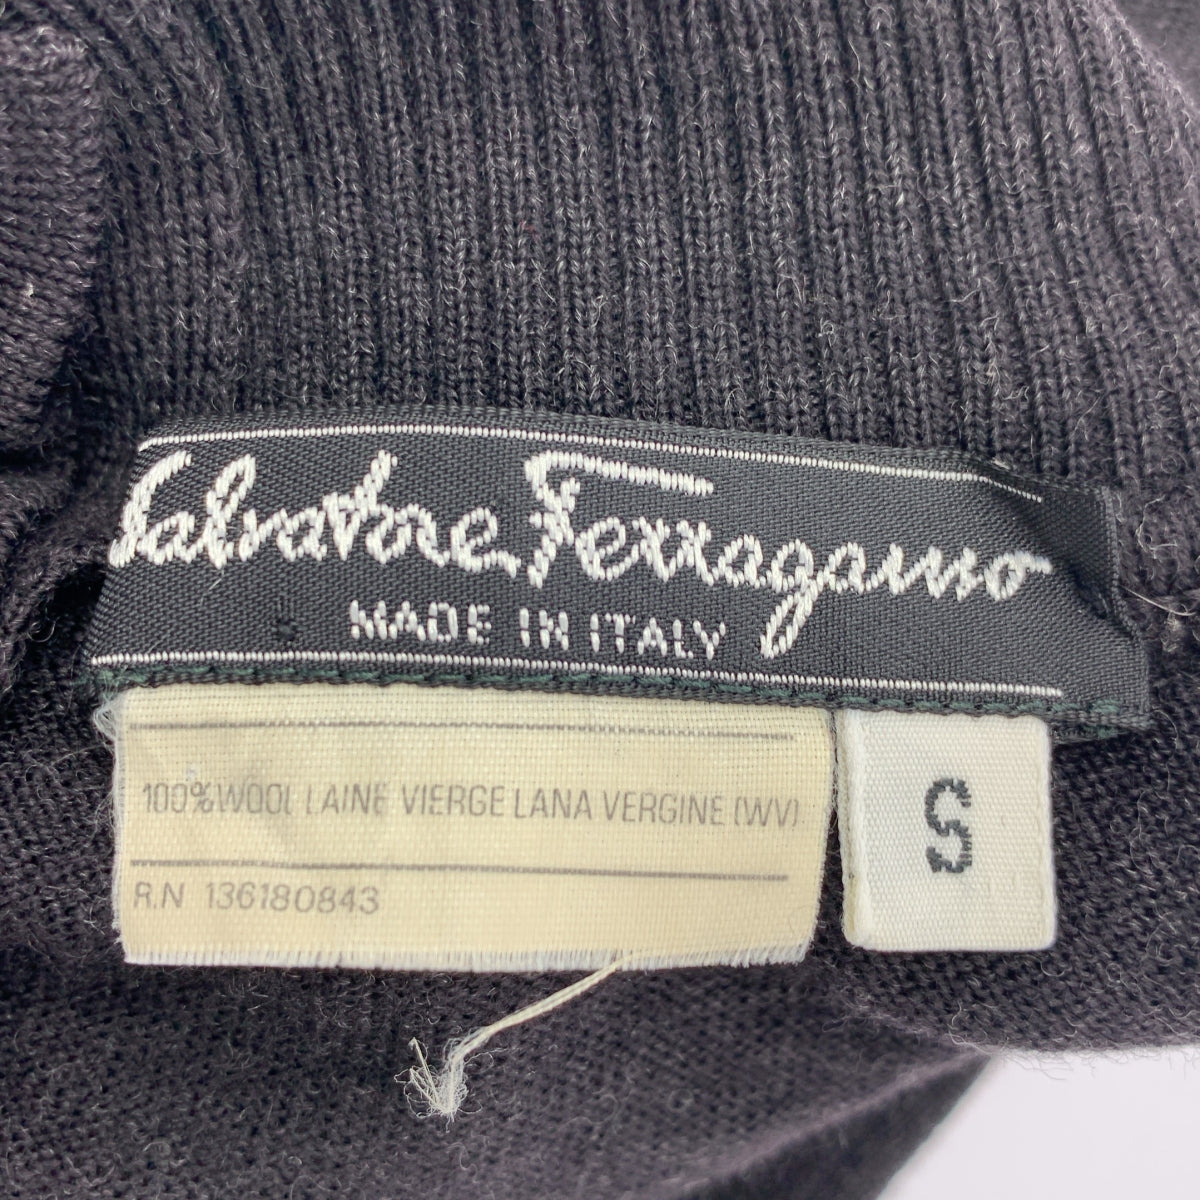 Salvatore Ferragamo
MADE IN ITALY
100%WOOL LAINE VIERGE LANA VERGINE (WV)
R.N 136180843
S